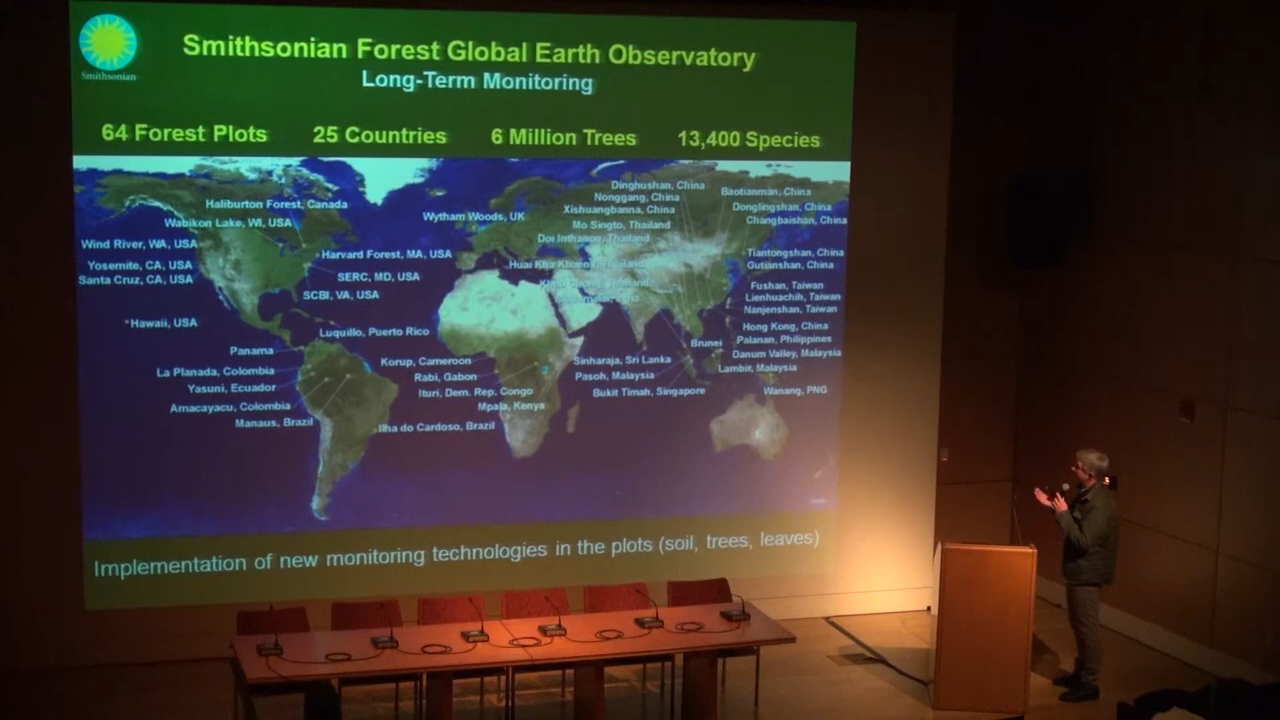 Smithsonian
Smithsonian Forest Global Earth Observatory
Long-Term Monitoring
64 Forest Plots 25 Countries 6 Million Trees 13,400 Species
Haliburton Forest, Canada
Wabikon Lake, WI, USA
Wind River, WA, USA
Harvard Forest, MA, USA
Yosemite, CA, USA
SERC, MD, USA
Santa Cruz, CA, USA
SCBI, VA, USA
Hawaii, USA
Luquillo, Puerto Rico
Panama
La Planada, Colombia
Yasuni, Ecuador
Amacayacu, Colombia
Manaus, Brazil
Ilha do Cardoso, Brazil
Wytham Woods, UK
Korup, Cameroon
Rabi, Gabon
Ituri, Dem. Rep. Congo
Mpala, Kenya
Dinghushan, China
Nonggang, China
Xishuangbanna, China
Mo Singto, Thailand
Doi Inthanon, Thailand
Huai Kha Khaeng, Thailand
Baotianman, China
Donglingshan, China
Changbaishan, China
Tiantongshan, China
Gutianshan, China
Fushan, Taiwan
Lienhuachih, Taiwan
Nanjenshan, Taiwan
Hong Kong, China
Palanan, Philippines
Brunei
Danum Valley, Malaysia
Lambir, Malaysia
Sinharaja, Sri Lanka
Pasoh, Malaysia
Bukit Timah, Singapore
Wanang, PNG
Implementation of new monitoring technologies in the plots (soil, trees, leaves)